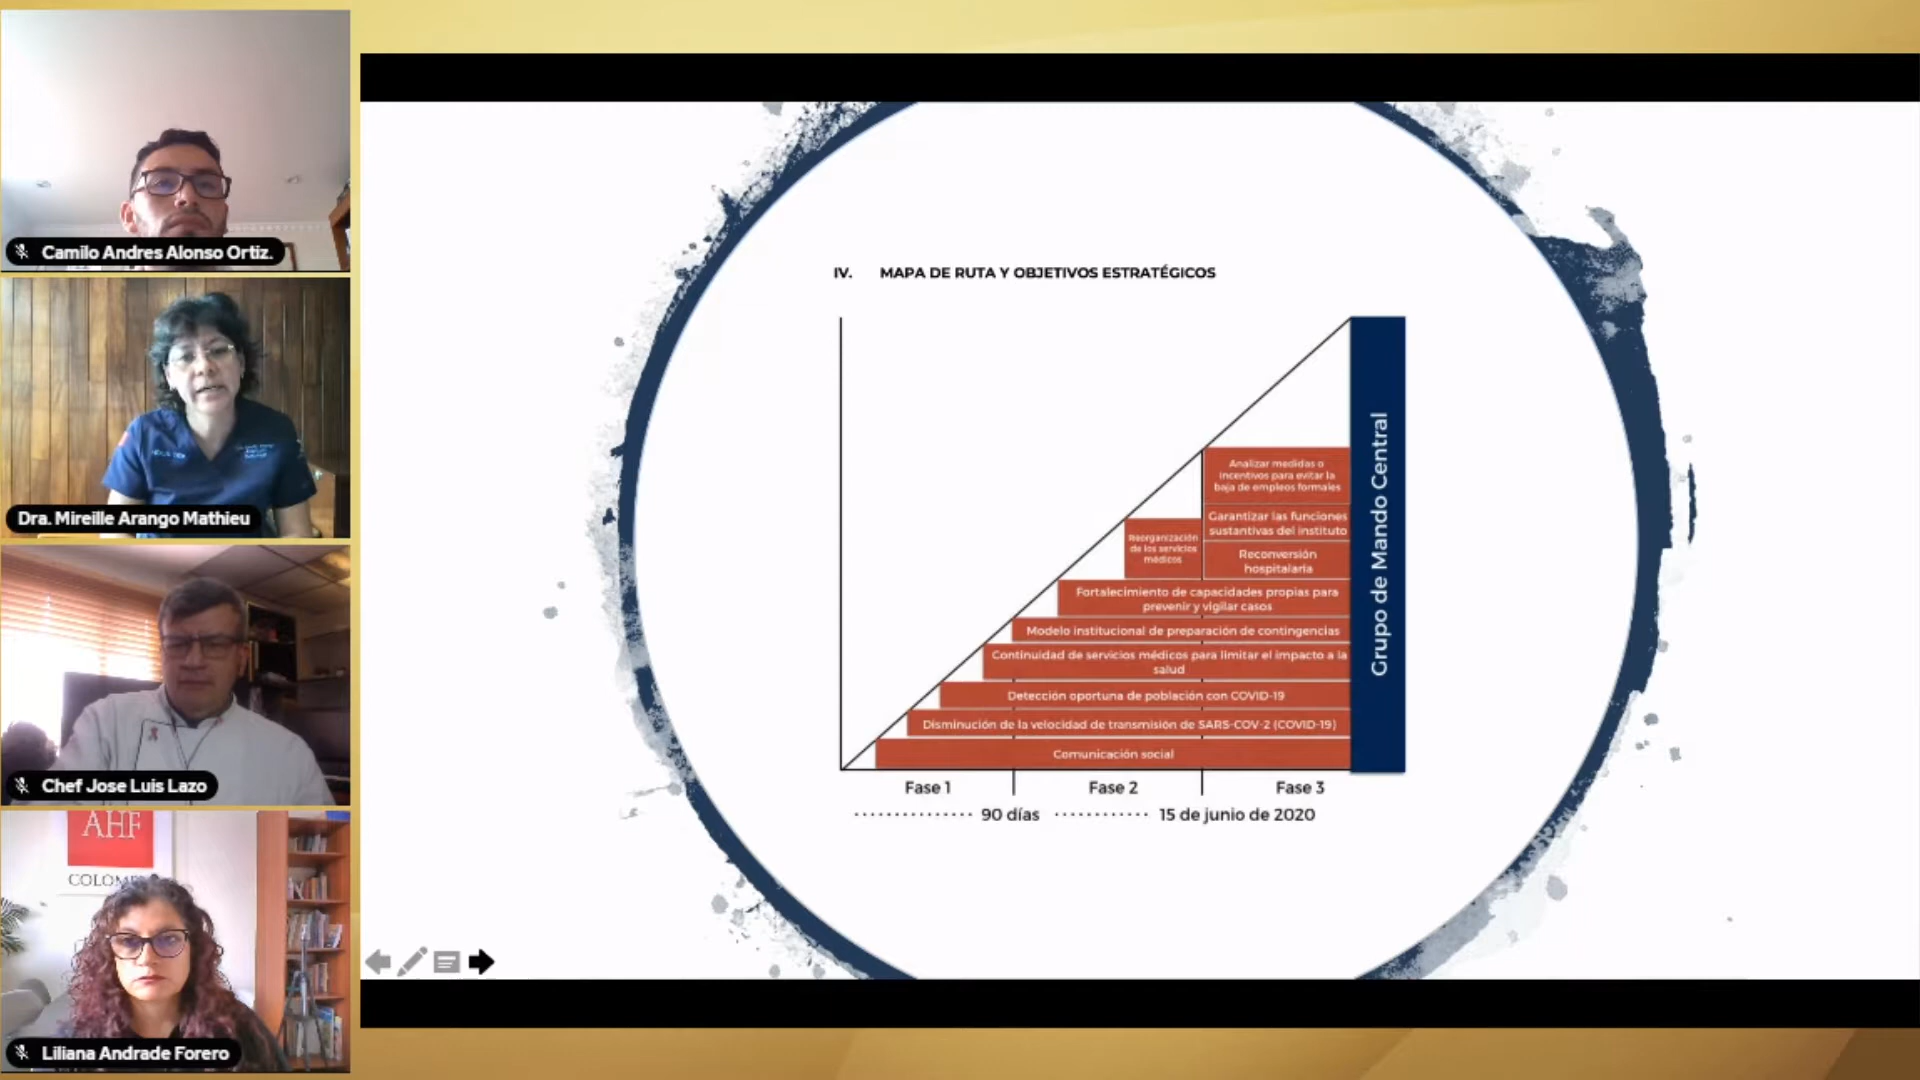 Camilo Andres Alonso Ortiz.
Dra. Mireille Arango Mathieu
Chef Jose Luis Lazo
AHF
COLOM
Liliana Andrade Forero
IV. MAPA DE RUTA Y OBJETIVOS ESTRATÉGICOS
Analizar medidas o
incentivos para evitar la
baja de empleos formales
Garantizar las funciones
sustantivas del instituto
Reorganización
de los servicios
médicos
Reconversión
hospitalaria
Fortalecimiento de capacidades propias para
prevenir y vigilar casos
Modelo institucional de preparación de contingencias
Continuidad de servicios médicos para limitar el impacto a la
salud
Detección oportuna de población con COVID-19
Disminución de la velocidad de transmisión de SARS-COV-2 (COVID-19)
Comunicación social
Grupo de Mando Central
Fase 1
Fase 2
Fase 3
90 días
15 de junio de 2020